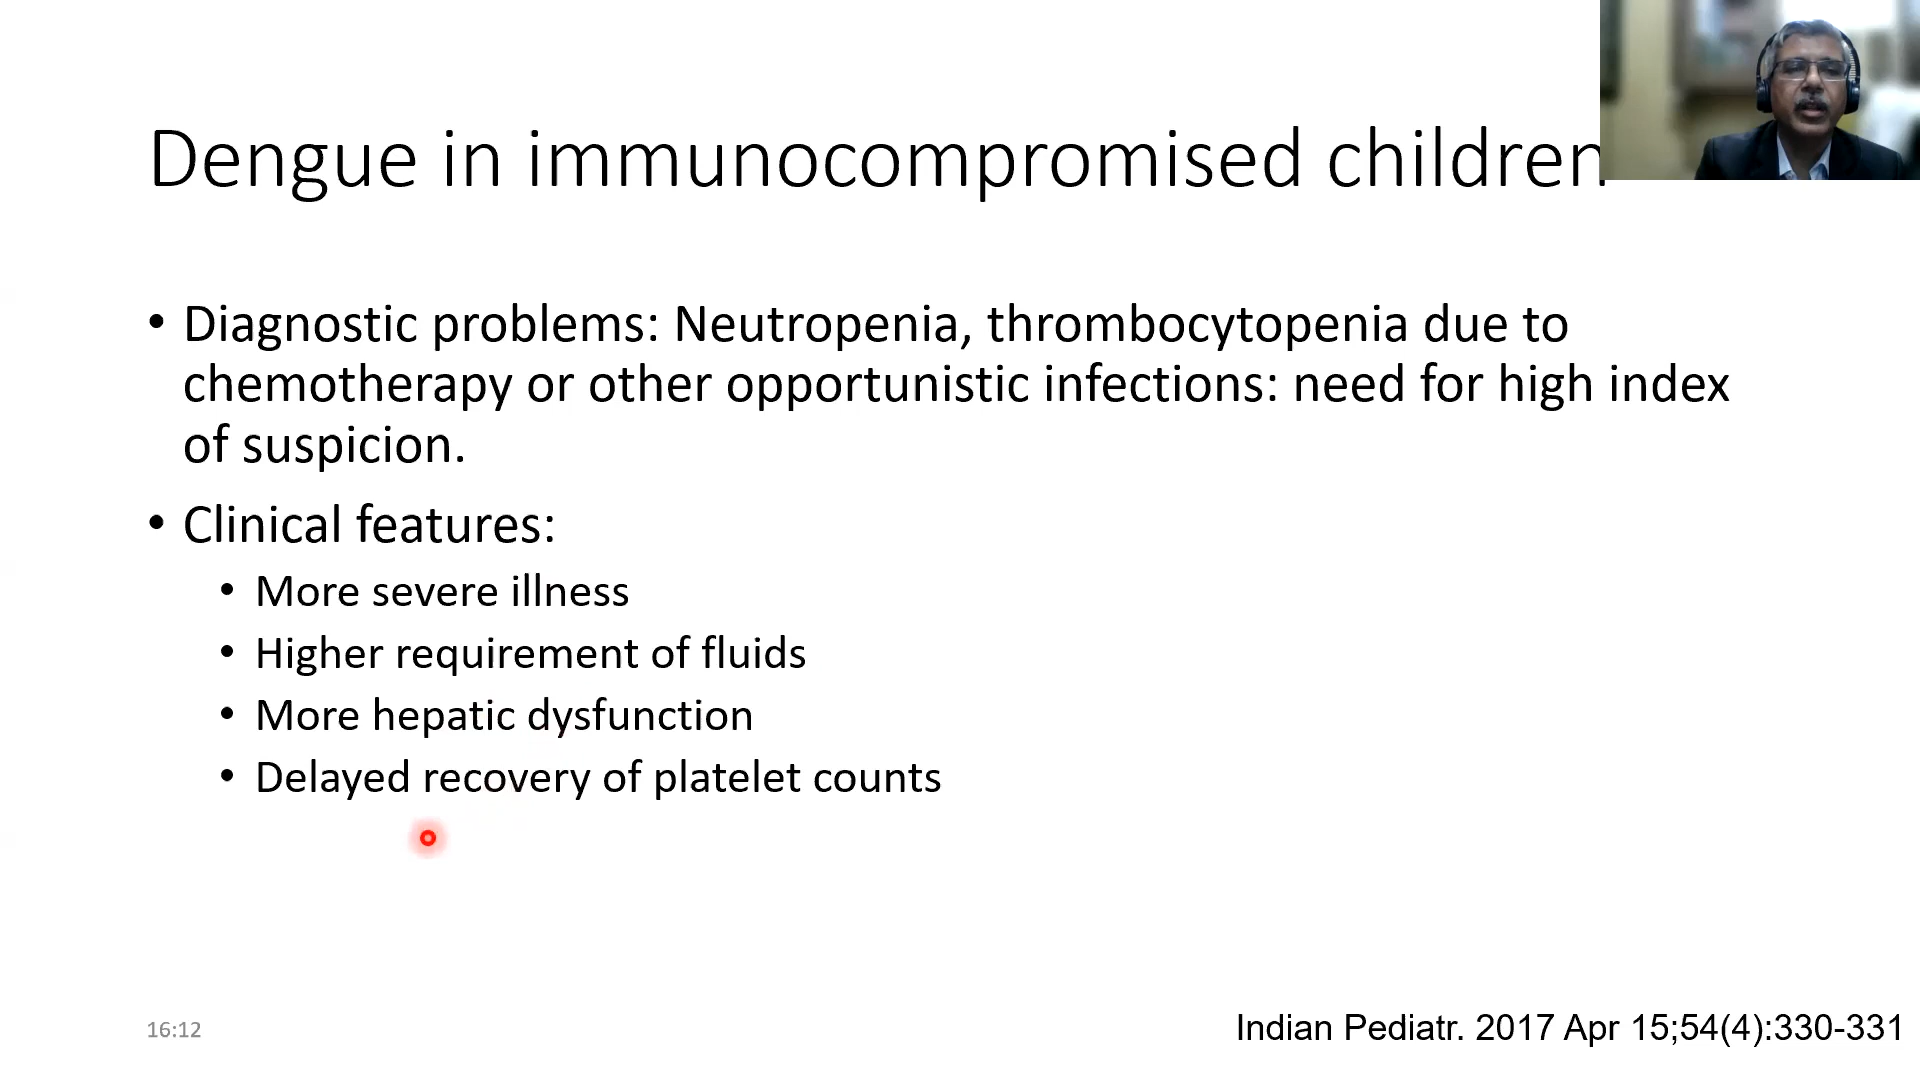 Dengue in immunocompromised children
• Diagnostic problems: Neutropenia, thrombocytopenia due to
chemotherapy or other opportunistic infections: need for high index
of suspicion.
• Clinical features:
• More severe illness
• Higher requirement of fluids
• More hepatic dysfunction
• Delayed recovery of platelet counts
16:12
Indian Pediatr. 2017 Apr 15;54(4):330-331